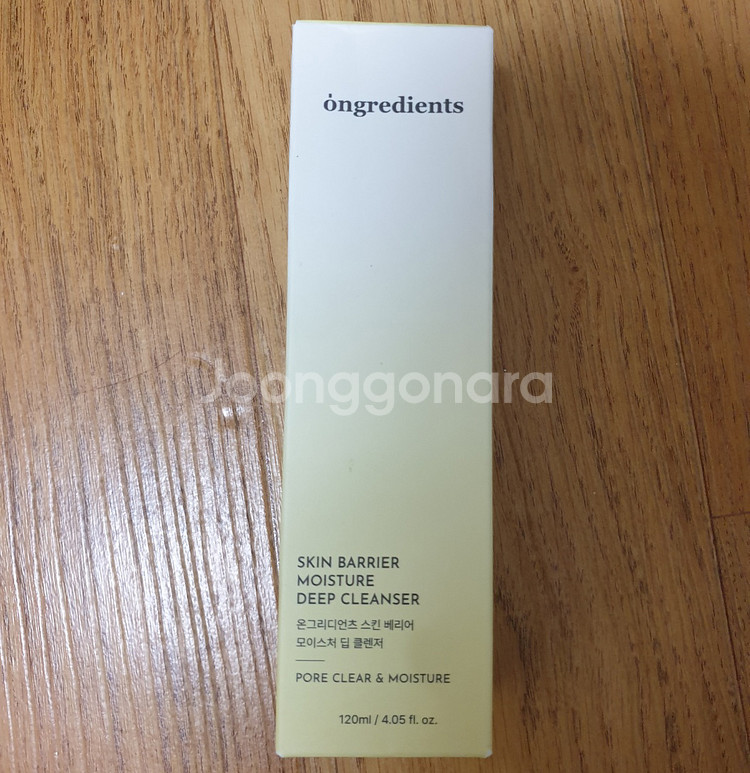 ongredients
Joonggonara
SKIN BARRIER
MOISTURE
DEEP CLEANSER
온그리디언츠 스킨 베리어
모이스처 딥 클렌저
PORE CLEAR & MOISTURE
120ml / 4.05 fl. oz.